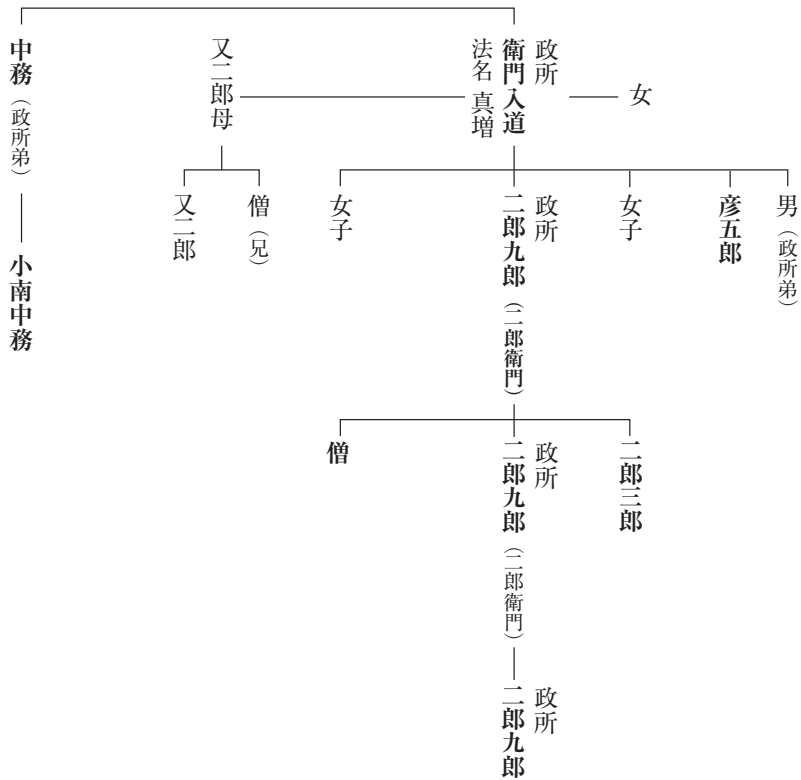 女
政所
衛門入道
法名 真増
又二郎母
中務（政所弟）
小南中務
男（政所弟）
彦五郎
女子
政所
二郎九郎（二郎衛門）
女子
僧（兄）
又二郎
二郎三郎
政所
二郎九郎（二郎衛門）
僧
政所
二郎九郎